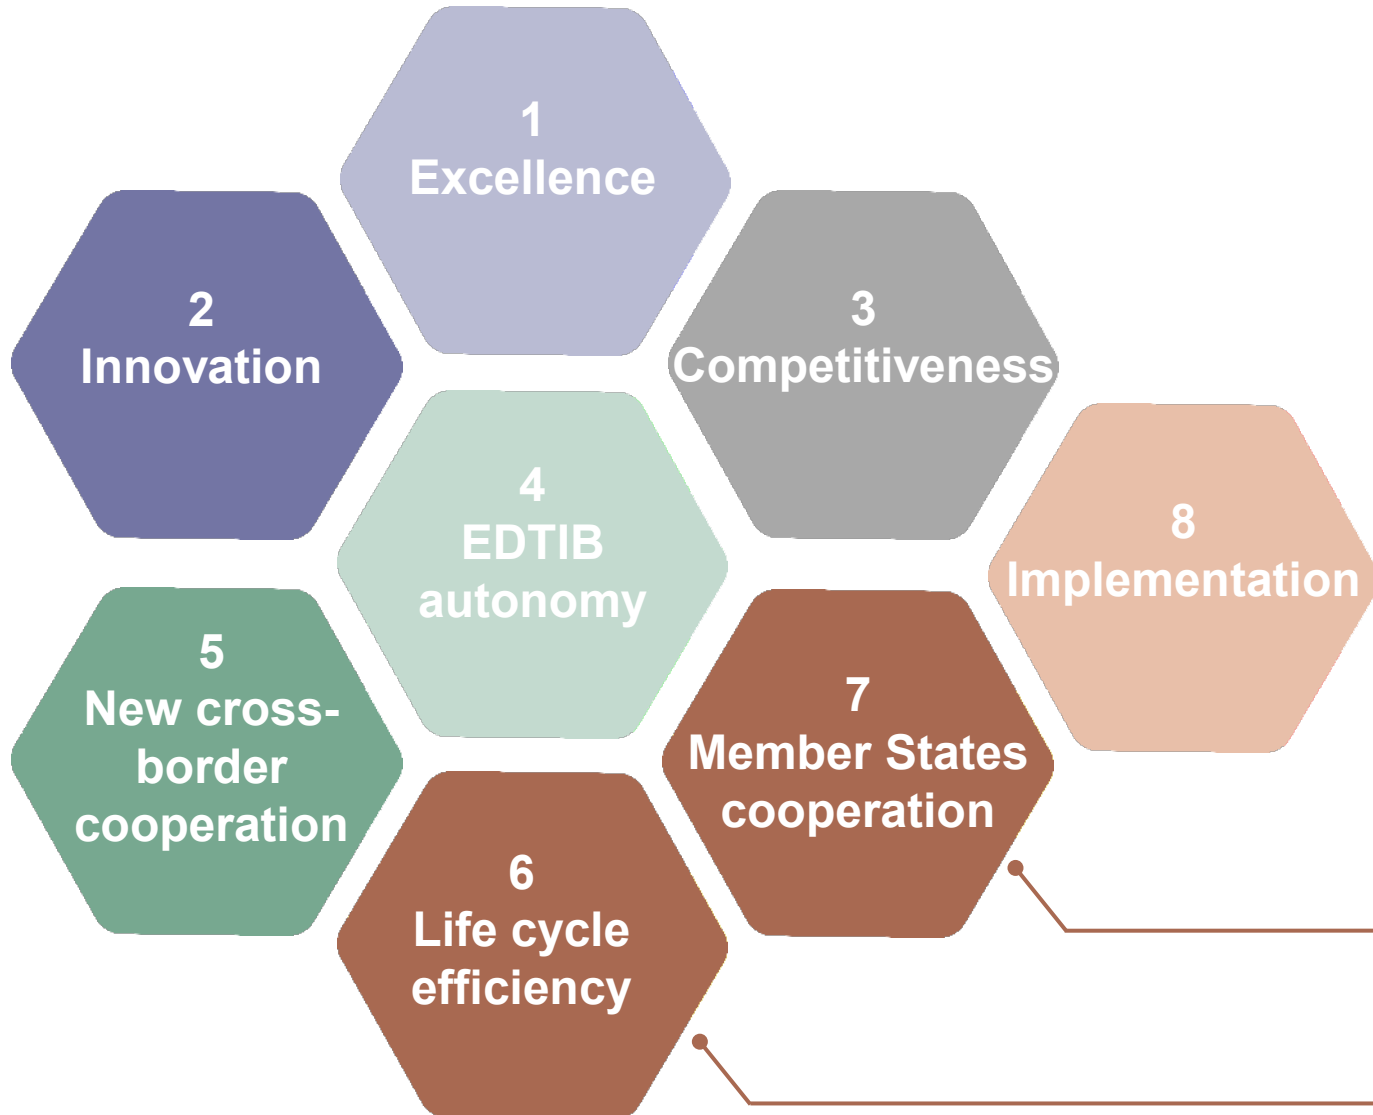 1
Excellence
2
Innovation
3
Competitiveness
4
EDTIB
autonomy
8
Implementation
5
New cross-
border
cooperation
7
Member States
cooperation
6
Life cycle
efficiency